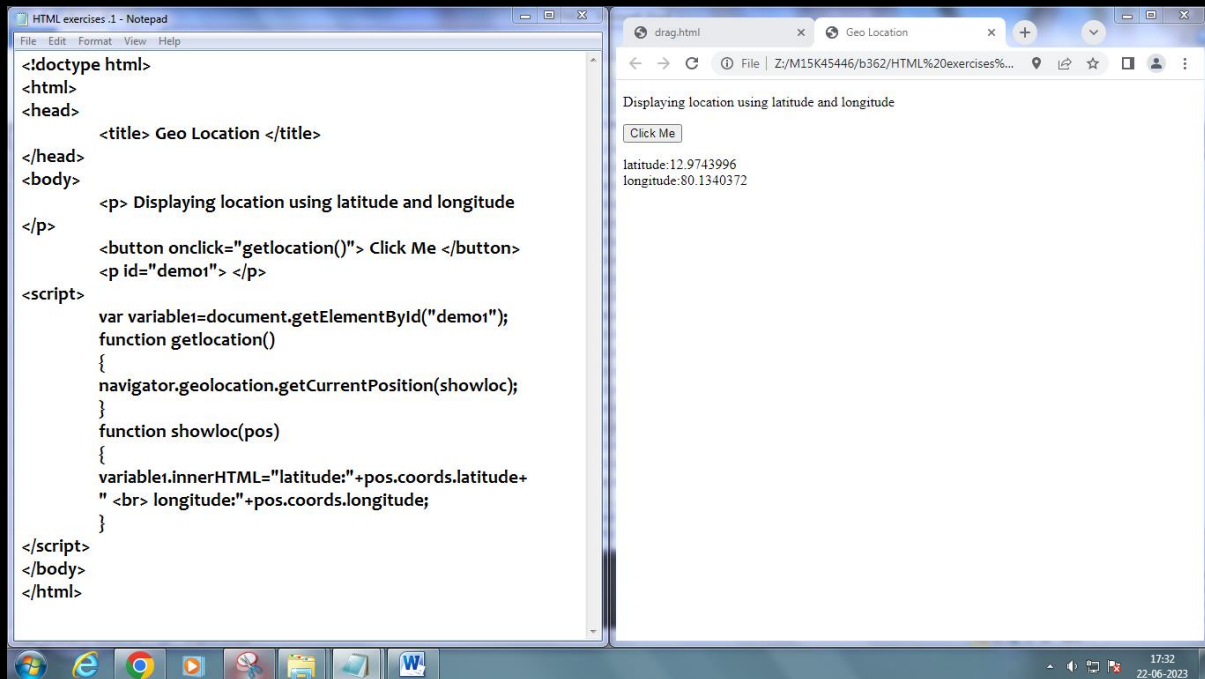 HTML exercises .1 - Notepad
File Edit Format View Help
<!doctype html>
<html>
<head>
<title> Geo Location </title>
</head>
<body>
<p> Displaying location using latitude and longitude
</p>
<button onclick="getlocation()"> Click Me </button>
<p id="demo1"> </p>
<script>
var variable1=document.getElementById("demo1");
function getlocation()
{
navigator.geolocation.getCurrentPosition(showloc);
}
function showloc(pos)
{
variable1.innerHTML="latitude:"+pos.coords.latitude+
" <br> longitude:"+pos.coords.longitude;
}
</script>
</body>
</html>
drag.html
Geo Location
File | Z:/M15K45446/b362/HTML%20exercises%...
Displaying location using latitude and longitude
Click Me
latitude:12.9743996
longitude:80.1340372
17:32
22-06-2023